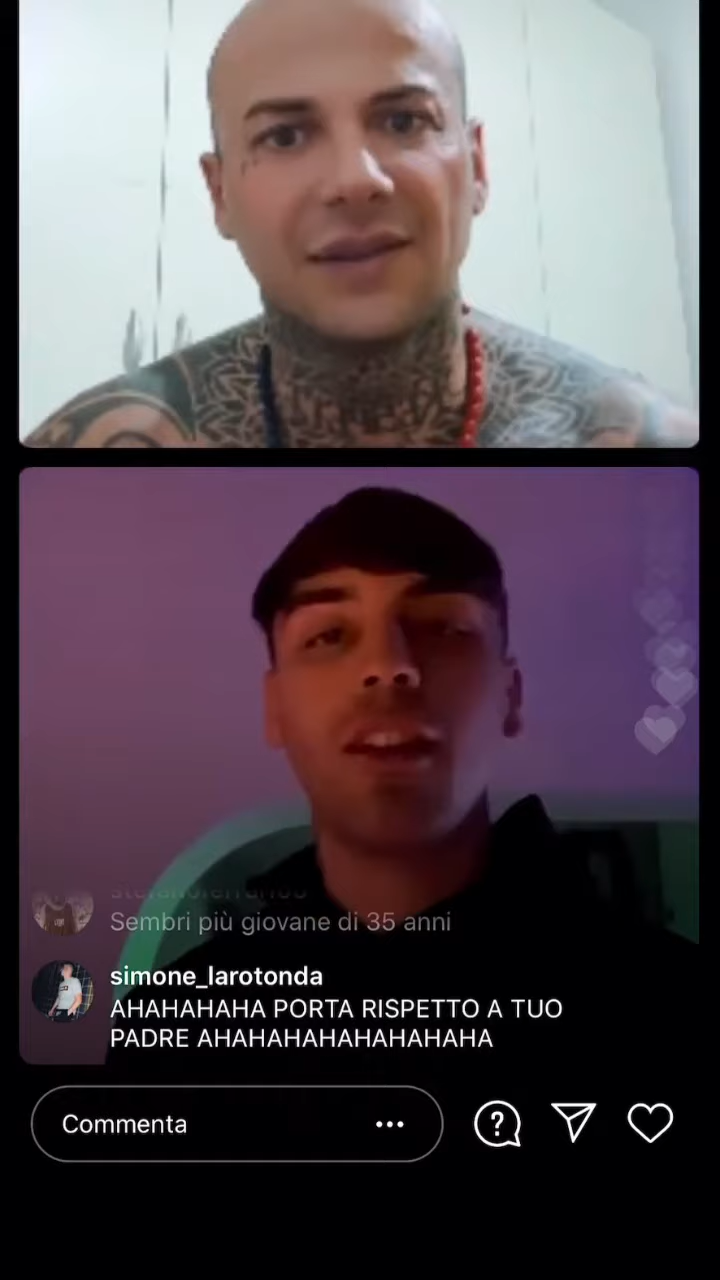 Sembri più giovane di 35 anni
simone_larotonda
AHAHAHAHA PORTA RISPETTO A TUO
PADRE AHAHAHAHAHAHAHAHA
Commenta